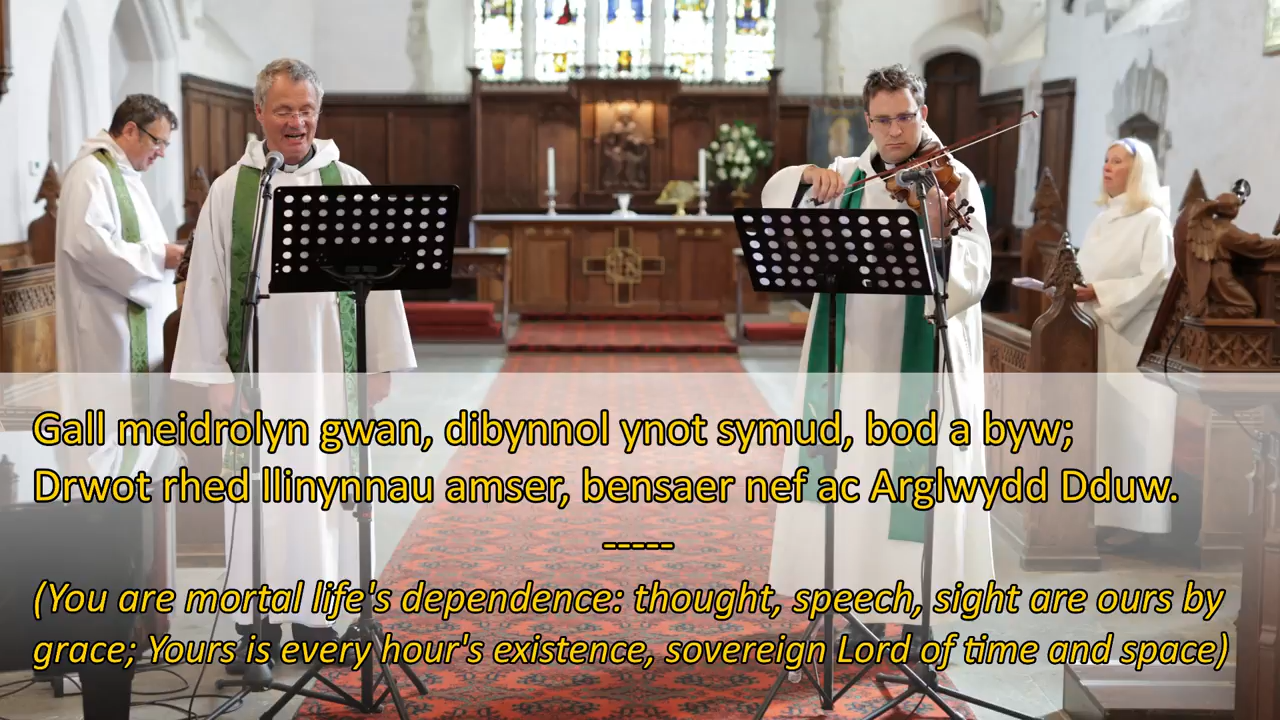 Gall meidrolyn gwan, dibynnol ynot symud, bod a byw;
Drwot rhed llinynnau amser, bensaer nef ac Arglwydd Dduw.
-----
(You are mortal life's dependence: thought, speech, sight are ours by
grace; Yours is every hour's existence, sovereign Lord of time and space)